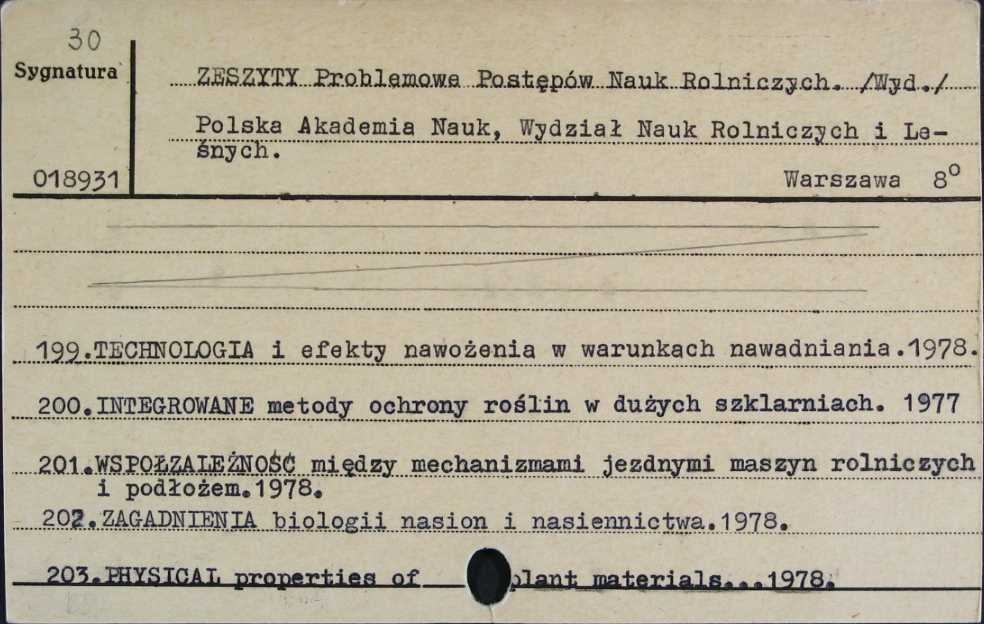 30
Sygnatura
ZESZYTY Problemowe Postępów Nauk Rolniczych. /Wyd./
Polska Akademia Nauk, Wydział Nauk Rolniczych i Le-
śnych.
018931
Warszawa 8°
199.TECHNOLOGIA i efekty nawożenia w warunkach nawadniania.1978.
200.INTEGROWANE metody ochrony roślin w dużych szklarniach. 1977
201.WSPOŁZALEŻNOŚĆ między mechanizmami jezdnymi maszyn rolniczych
i podłożem.1978.
202.ZAGADNIENIA biologii nasion i nasiennictwa.1978.
203.PHYSICAL properties of plant materials...1978.